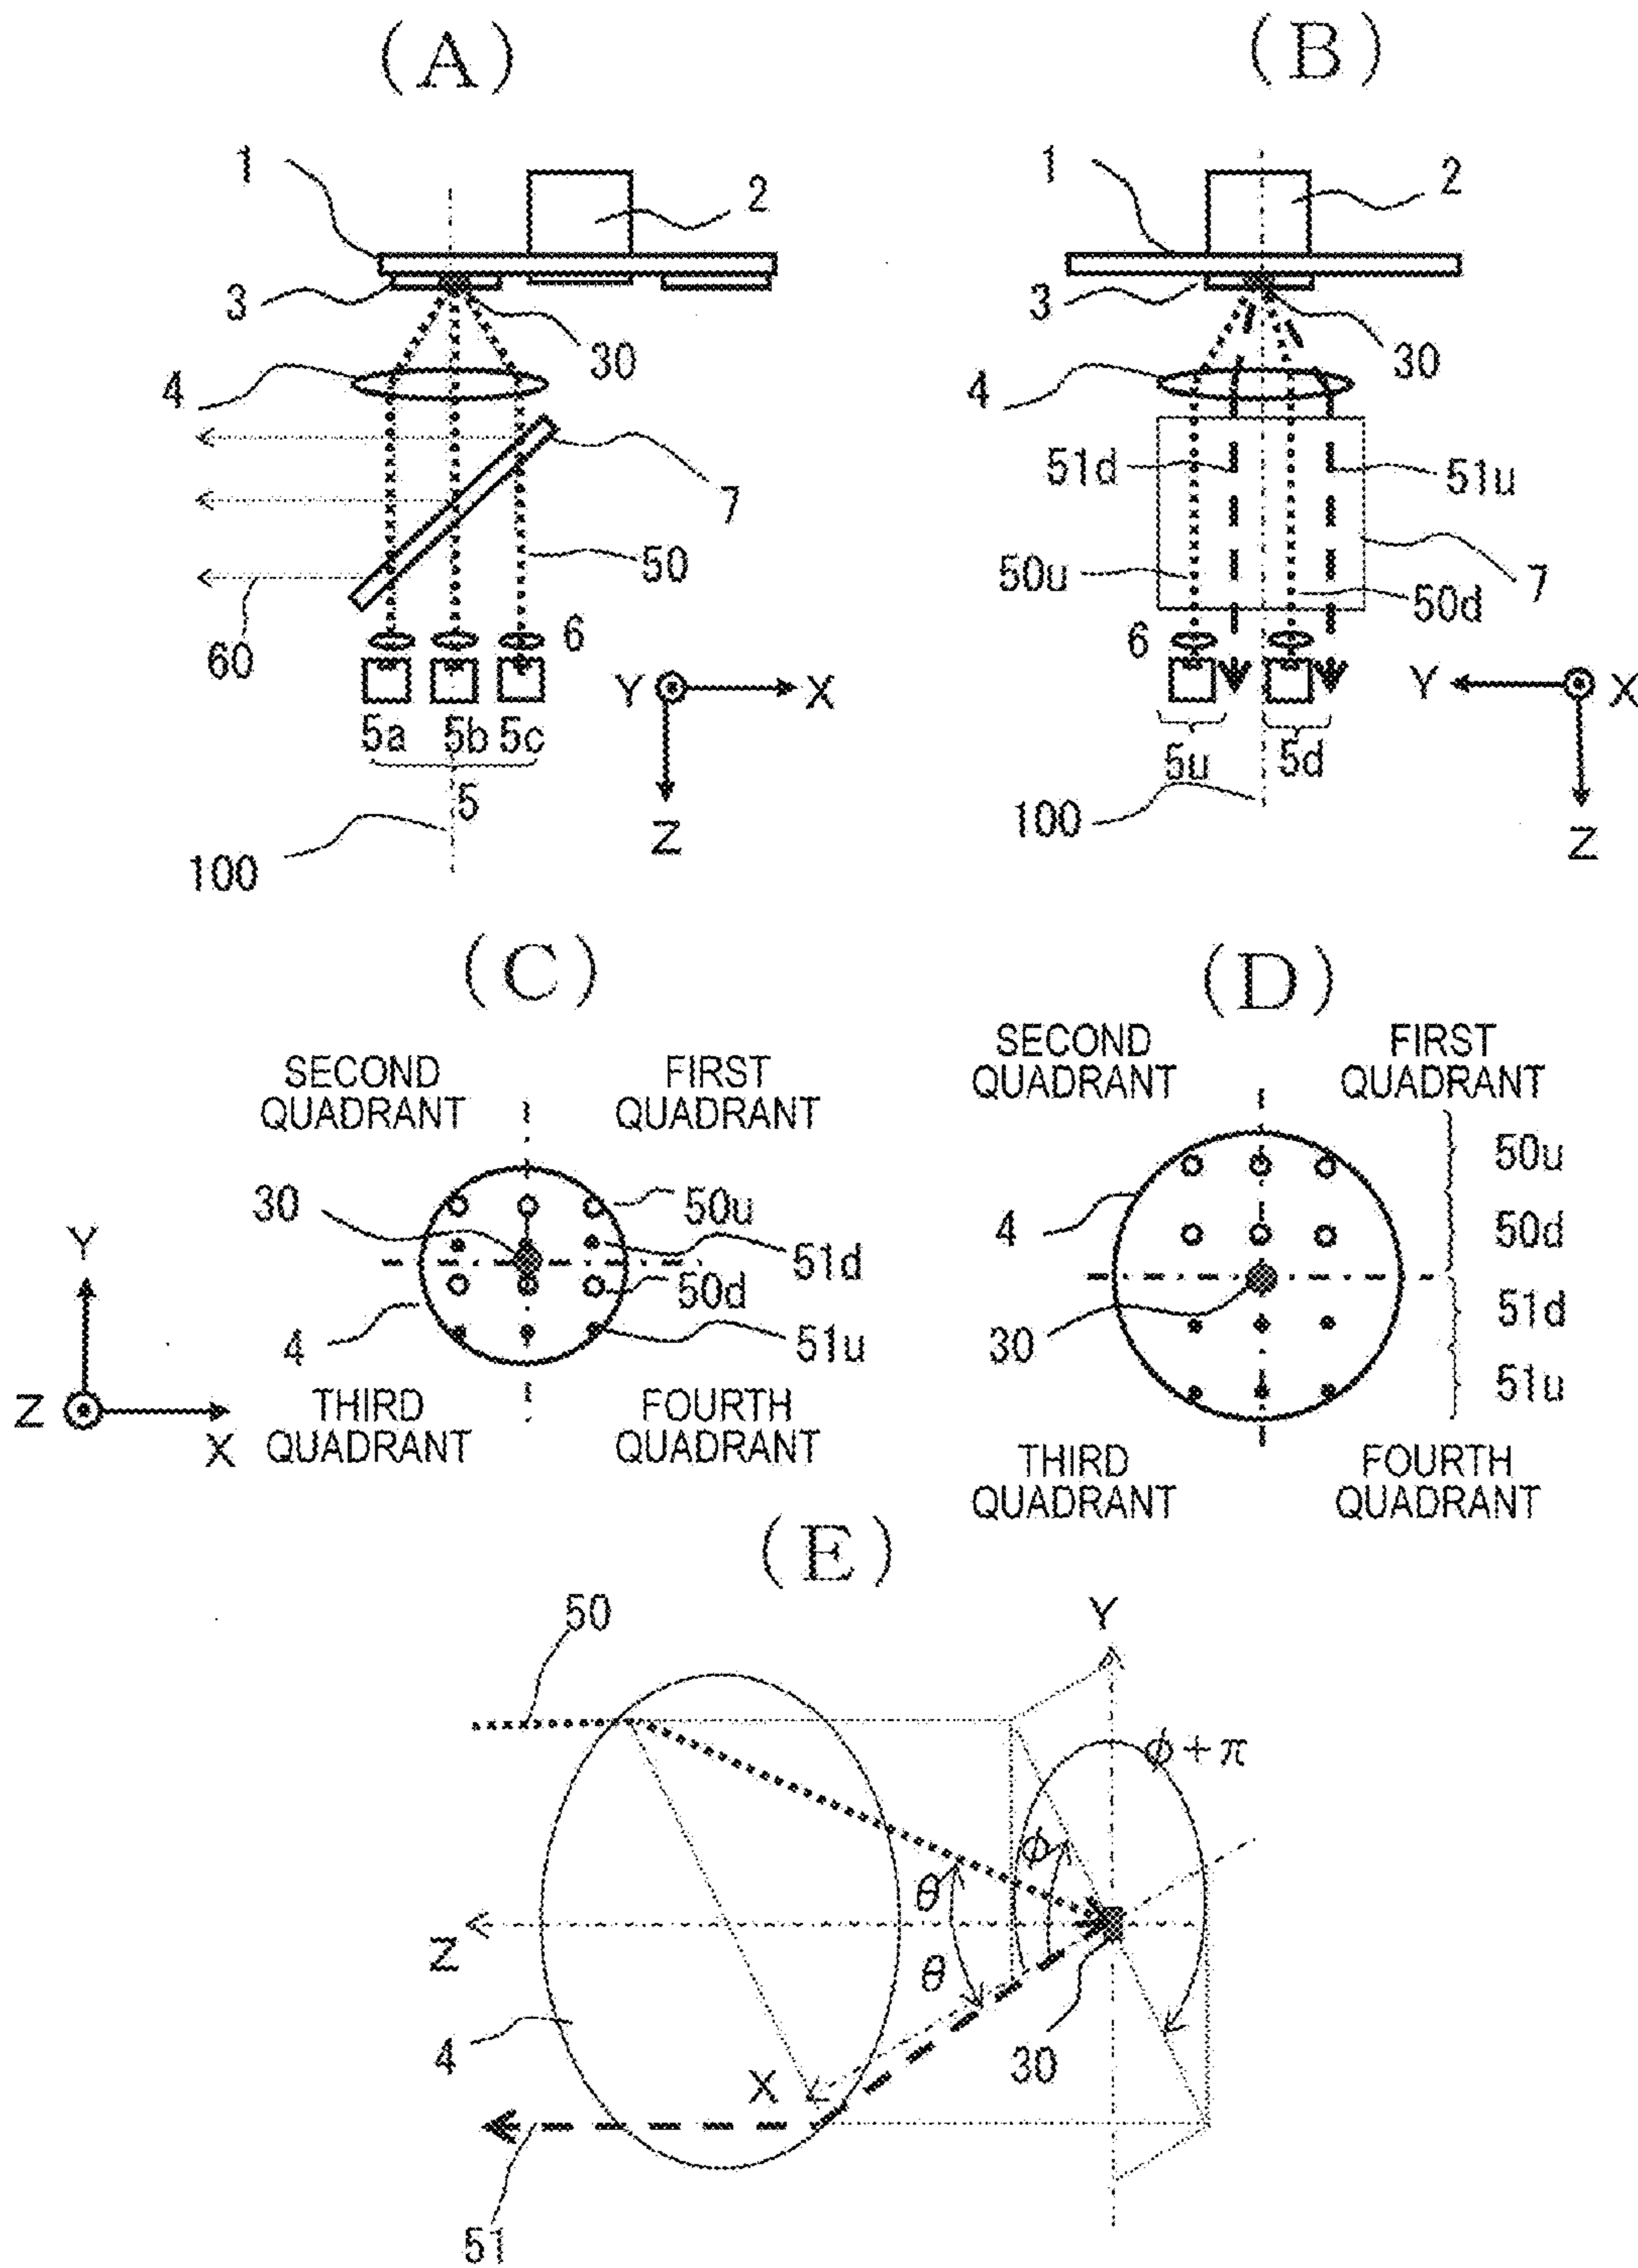 (A)
(B)
1
2
3
30
4
7
50
60
6
5a 5b 5c
5
100
Y
X
Z
1
2
3
30
4
51d
51u
50u
50d
7
6
5u
5d
100
Y
X
Z
(C)
(D)
SECOND
QUADRANT
FIRST
QUADRANT
30
50u
51d
50d
51u
4
Y
Z
X
THIRD
QUADRANT
FOURTH
QUADRANT
SECOND
QUADRANT
FIRST
QUADRANT
50u
4
50d
51d
30
51u
THIRD
QUADRANT
FOURTH
QUADRANT
(E)
50
Y
ϕ+π
ϕ
θ
Z
θ
4
X
30
51